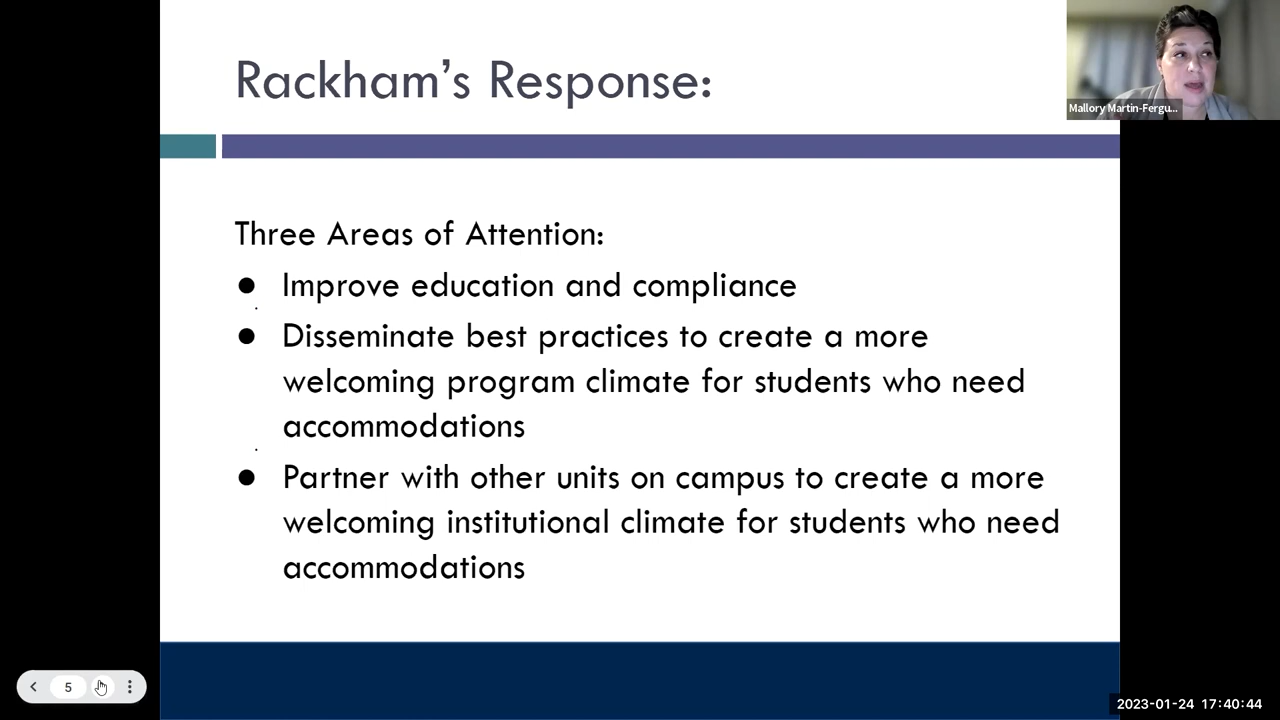 Rackham’s Response:
Mallory Martin-Fergu...
Three Areas of Attention:
● Improve education and compliance
● Disseminate best practices to create a more
welcoming program climate for students who need
accommodations
● Partner with other units on campus to create a more
welcoming institutional climate for students who need
accommodations
5
2023-01-24 17:40:44